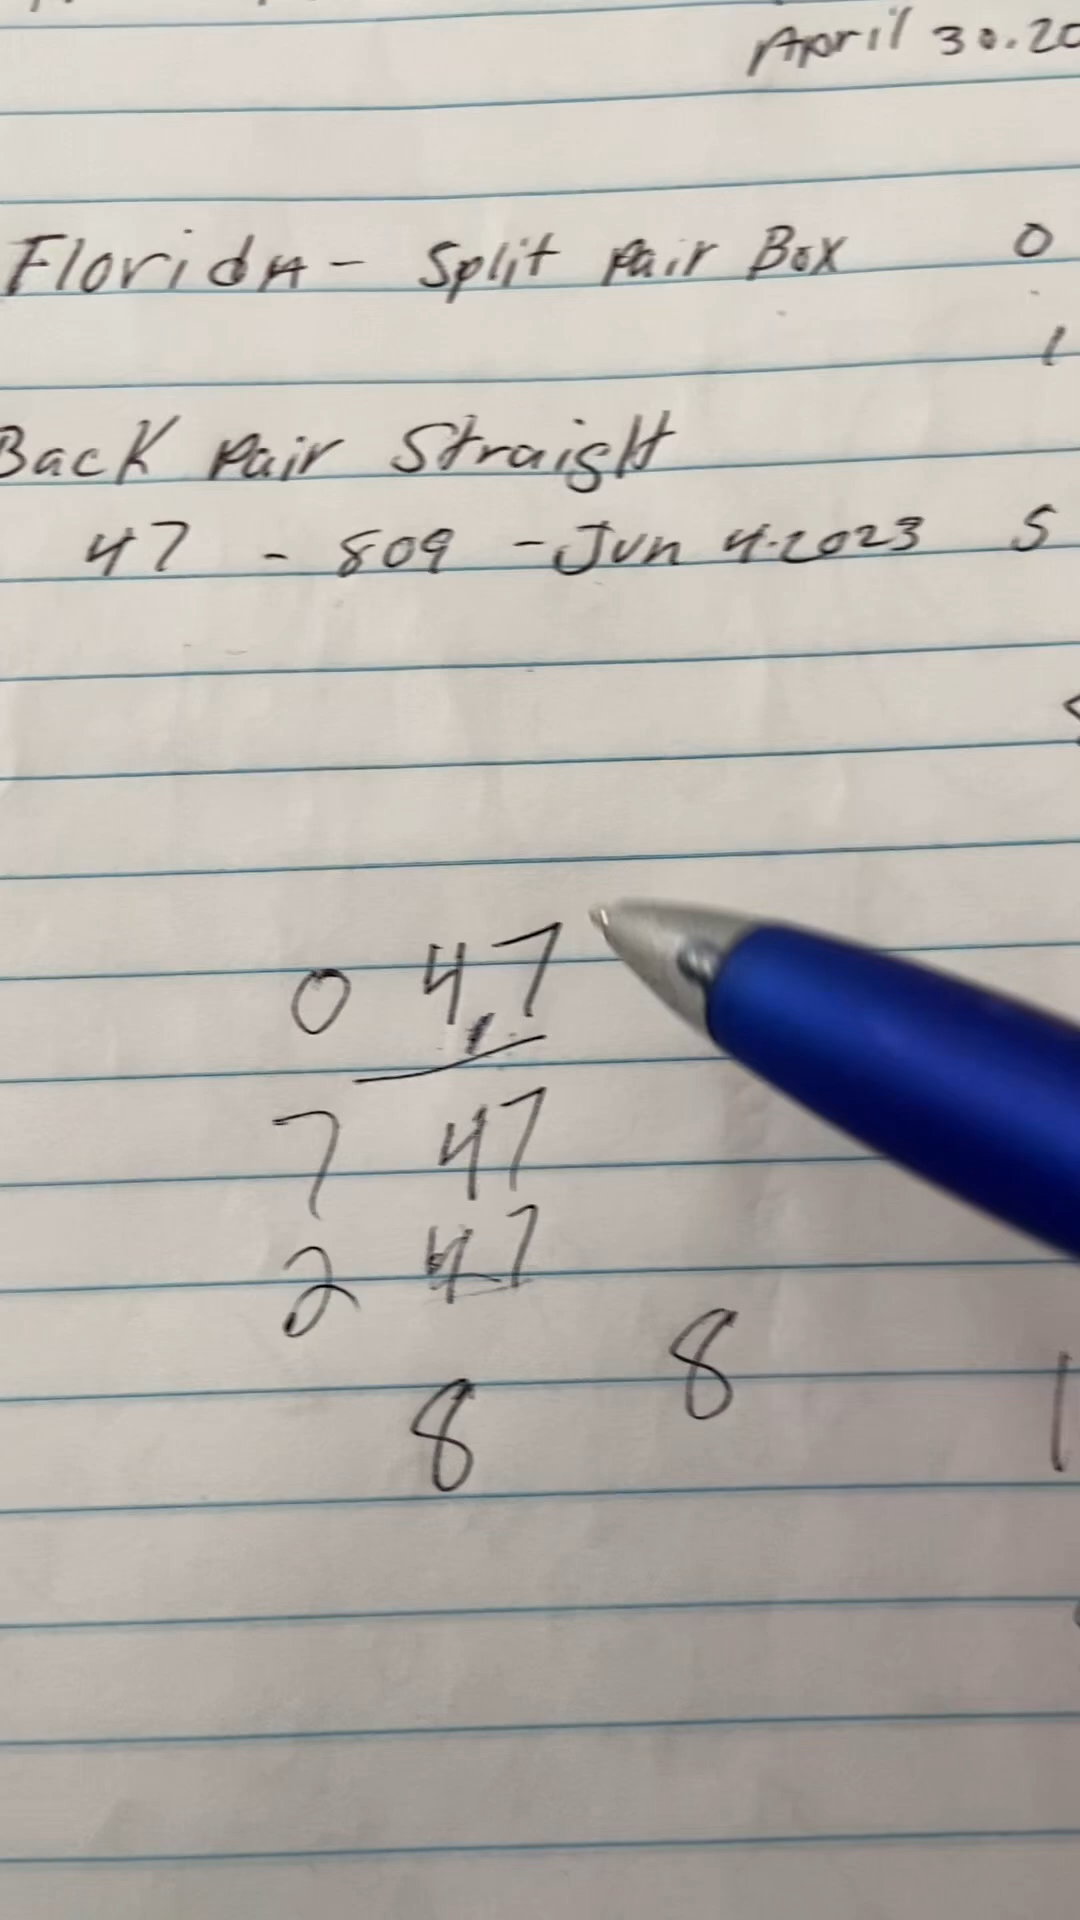 April 30.20
Florida - Split Pair Box 0
1
Back Pair Straight
47 - 809 - Jun 4.2023 5
0 47
7 47
2 47
8
8
1